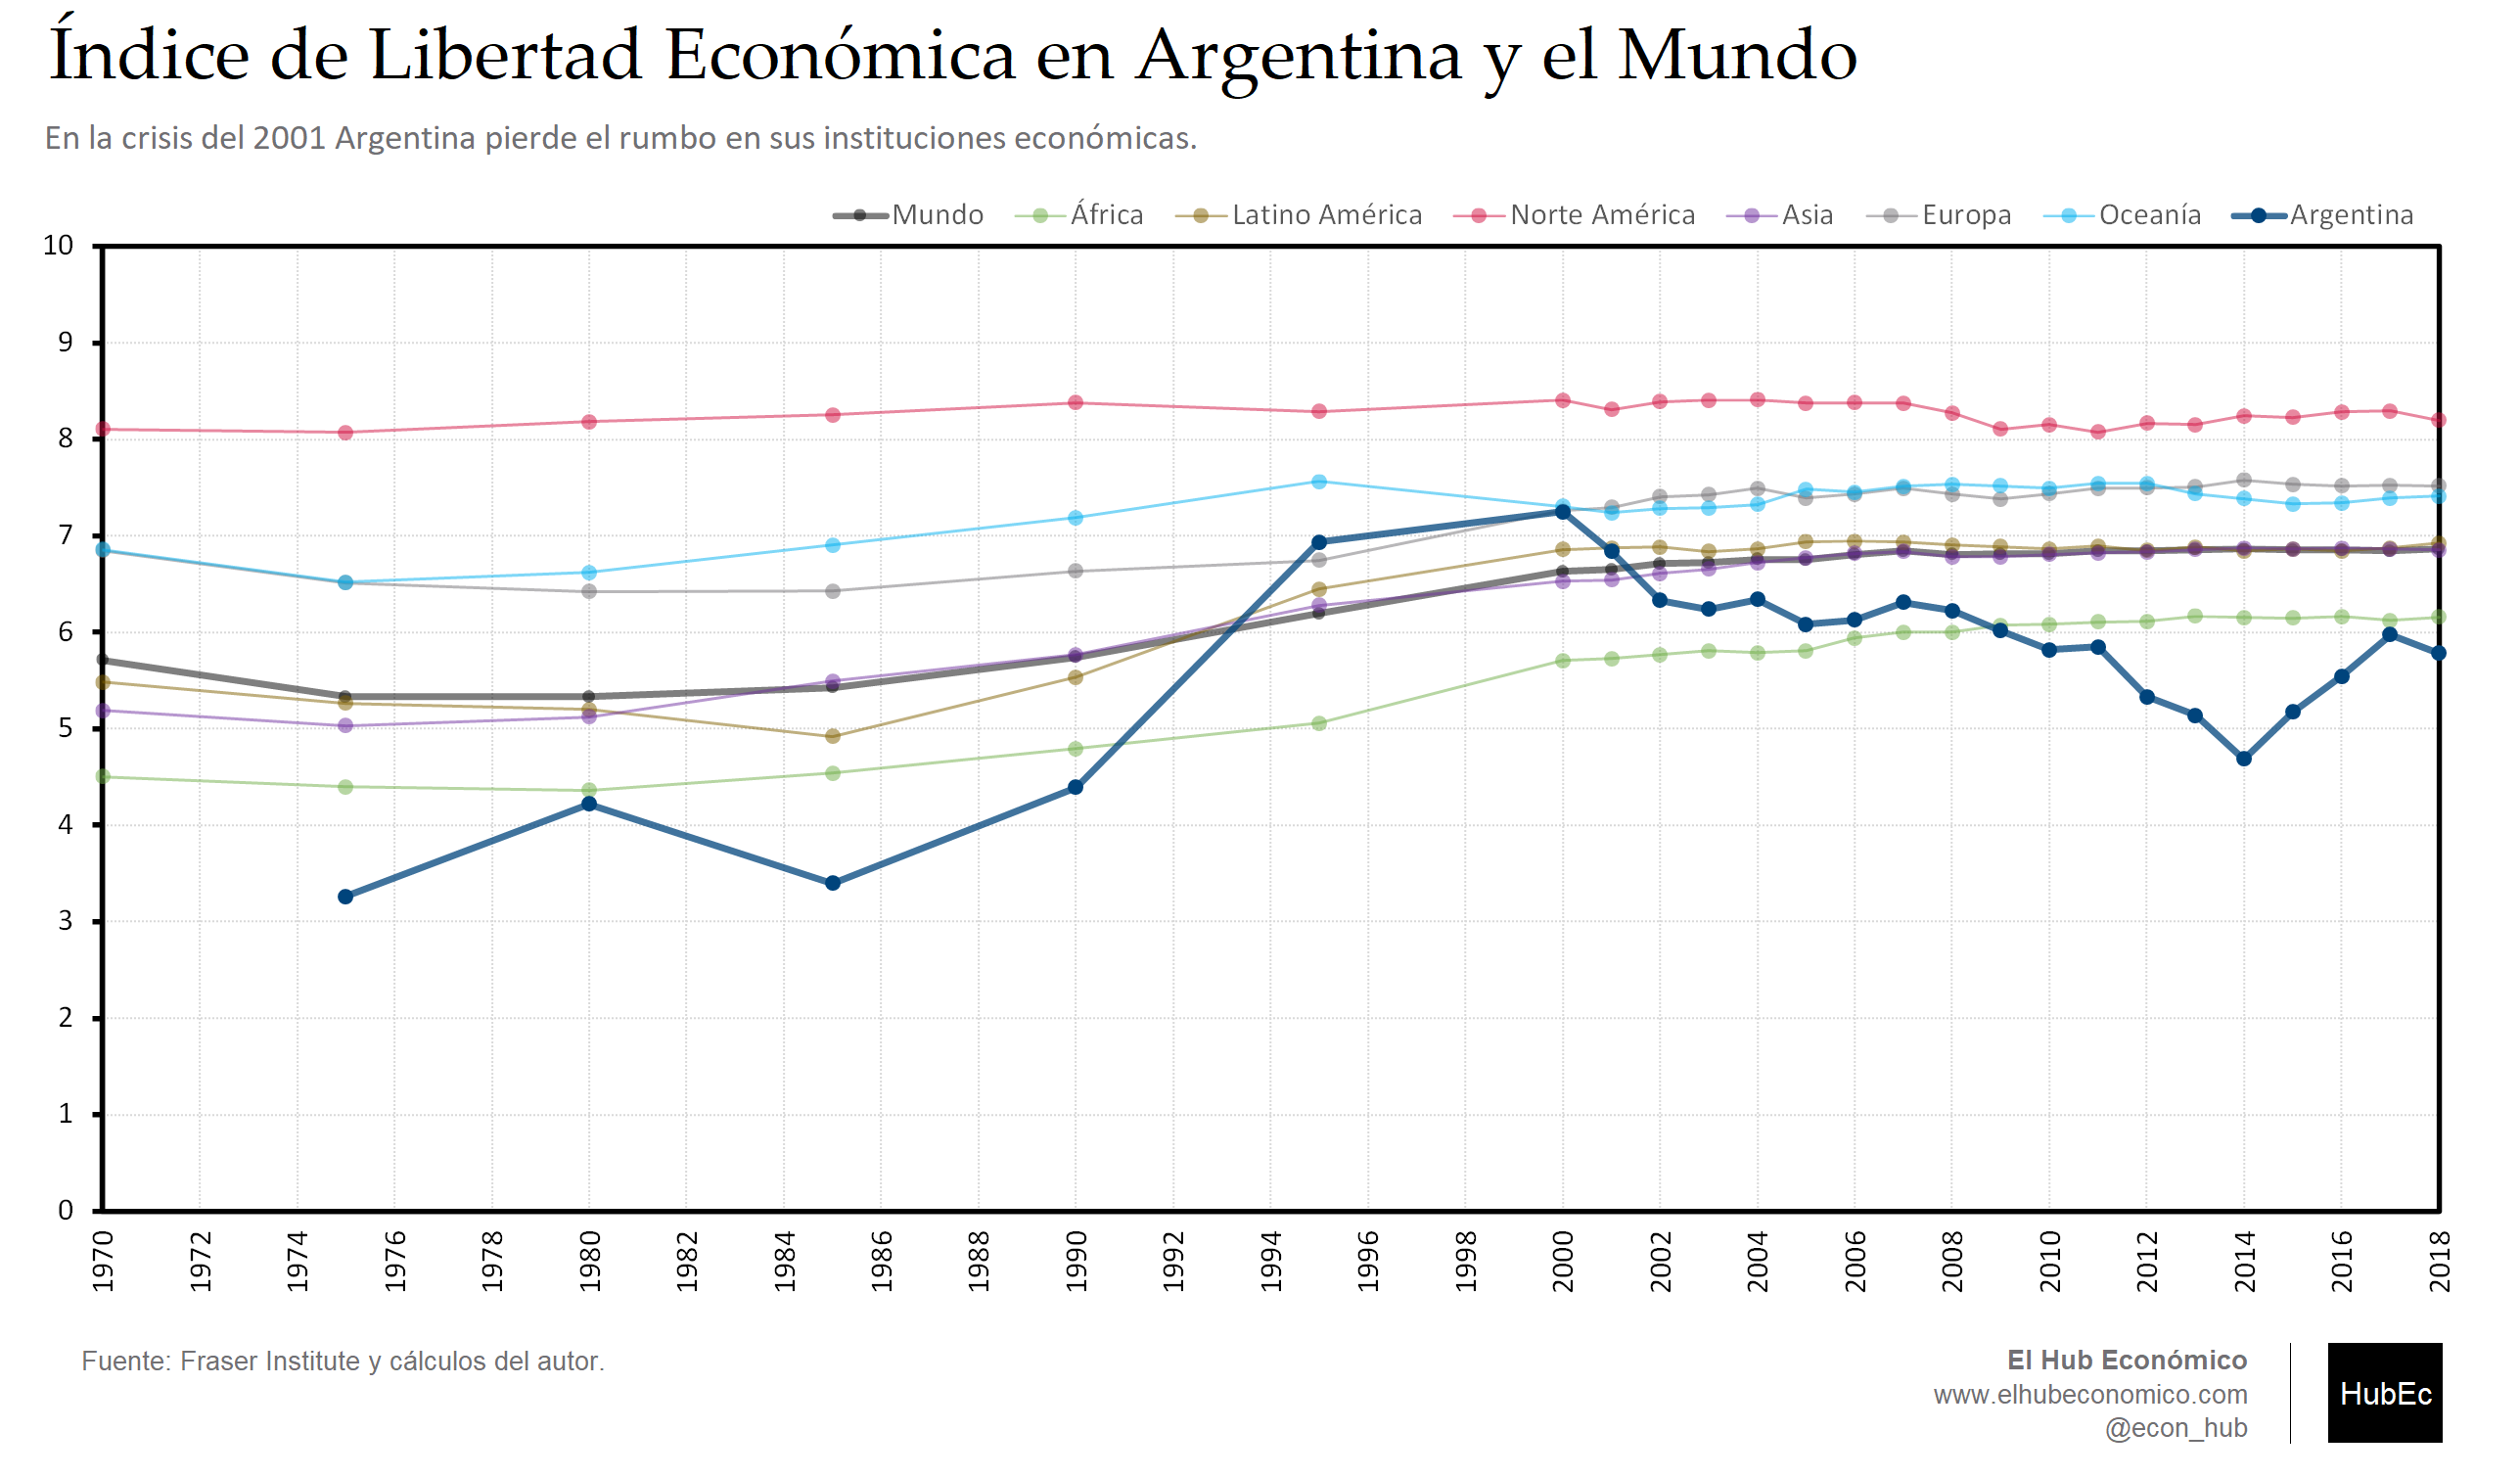 Índice de Libertad Económica en Argentina y el Mundo
En la crisis del 2001 Argentina pierde el rumbo en sus instituciones económicas.
Mundo África Latino América Norte América Asia Europa Oceanía Argentina
10
9
8
7
6
5
4
3
2
1
0
1970 1972 1974 1976 1978 1980 1982 1984 1986 1988 1990 1992 1994 1996 1998 2000 2002 2004 2006 2008 2010 2012 2014 2016 2018
Fuente: Fraser Institute y cálculos del autor.
El Hub Económico
www.elhubeconomico.com
@econ_hub
HubEc